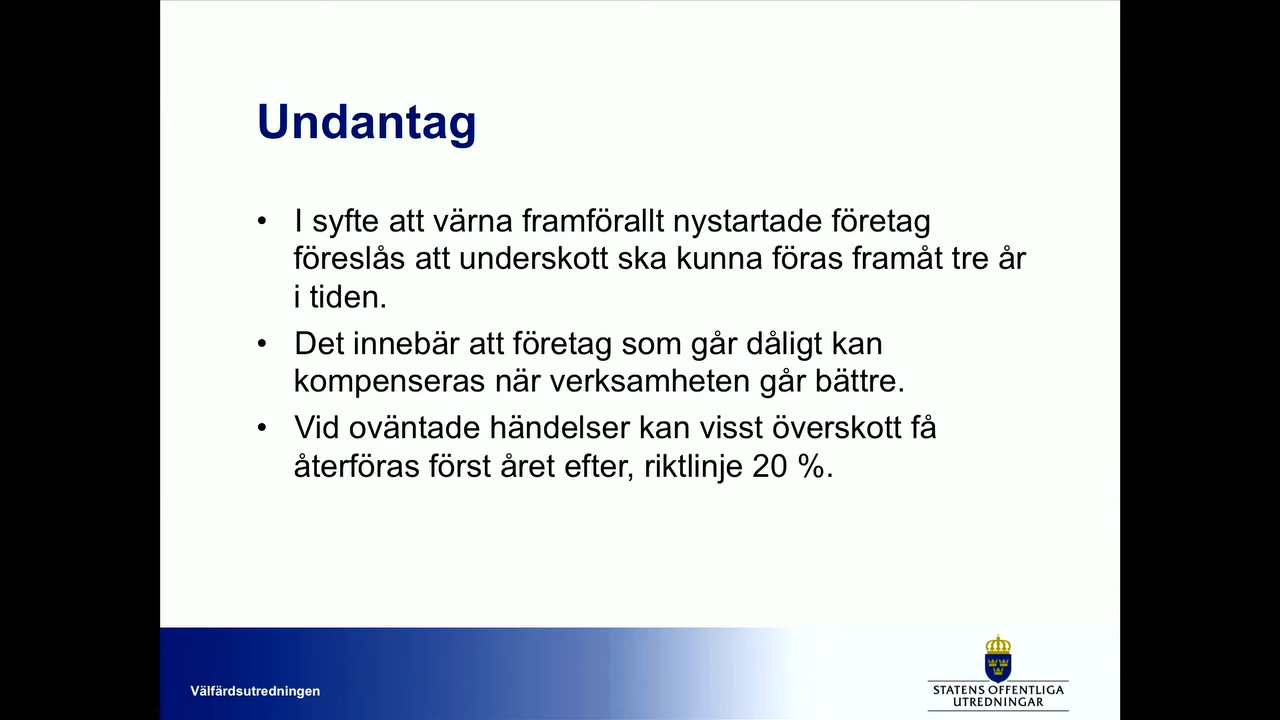 Undantag
• I syfte att värna framförallt nystartade företag
föreslås att underskott ska kunna föras framåt tre år
i tiden.
• Det innebär att företag som går dåligt kan
kompenseras när verksamheten går bättre.
• Vid oväntade händelser kan visst överskott få
återföras först året efter, riktlinje 20 %.
Välfärdsutredningen
STATENS OFFENTLIGA
UTREDNINGAR